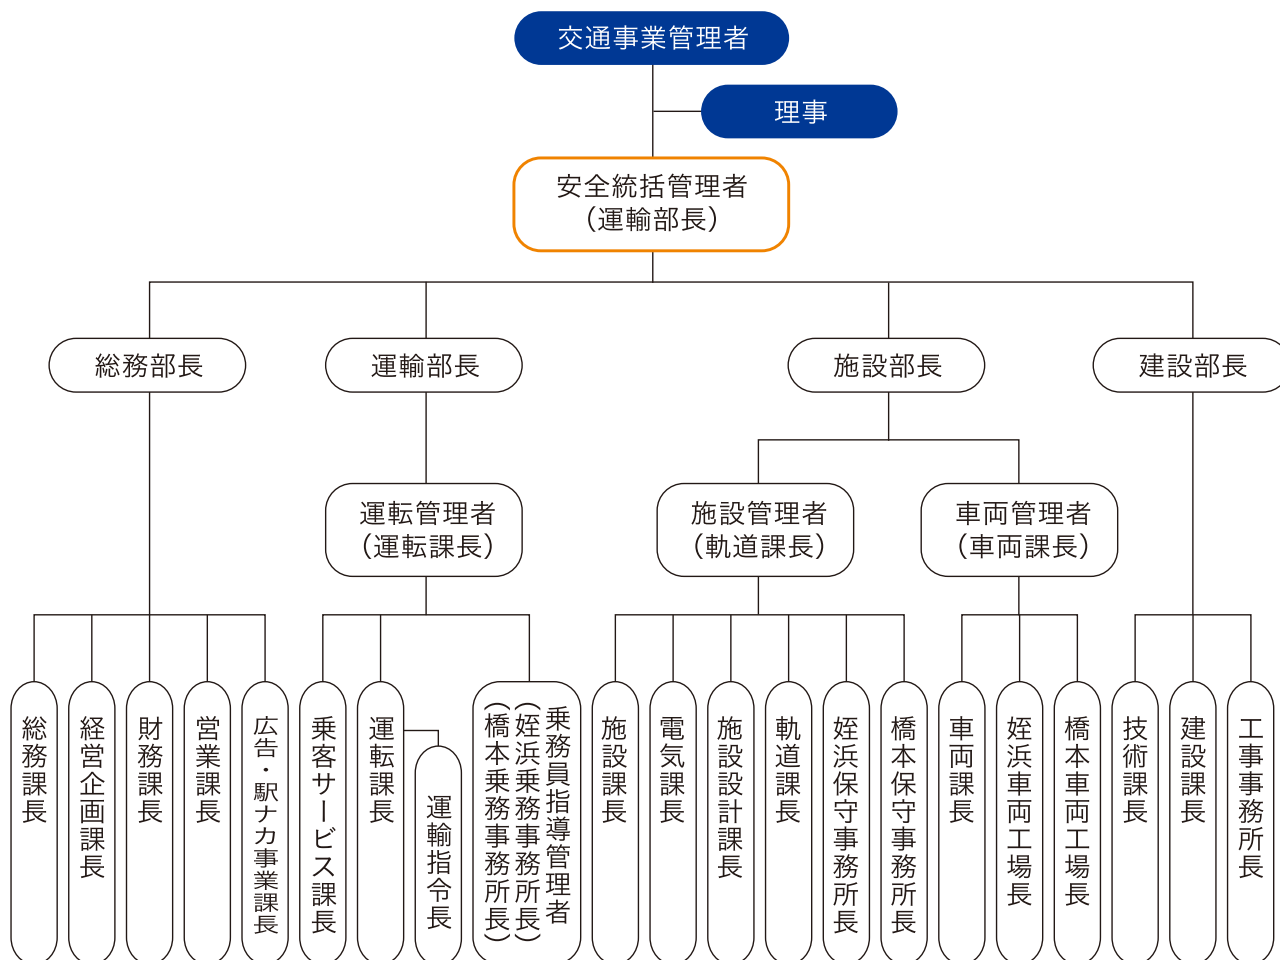 交通事業管理者
理事
安全統括管理者
（運輸部長）
総務部長
運輸部長
施設部長
建設部長
運転管理者
（運転課長）
施設管理者
（軌道課長）
車両管理者
（車両課長）
総務課長
経営企画課長
財務課長
営業課長
広告・駅ナカ事業課長
乗客サービス課長
運転課長
運輸指令長
乗務員指導管理者
（姪浜乗務事務所長）
（橋本乗務事務所長）
施設課長
電気課長
施設設計課長
軌道課長
姪浜保守事務所長
橋本保守事務所長
車両課長
姪浜車両工場長
橋本車両工場長
技術課長
建設課長
工事事務所長